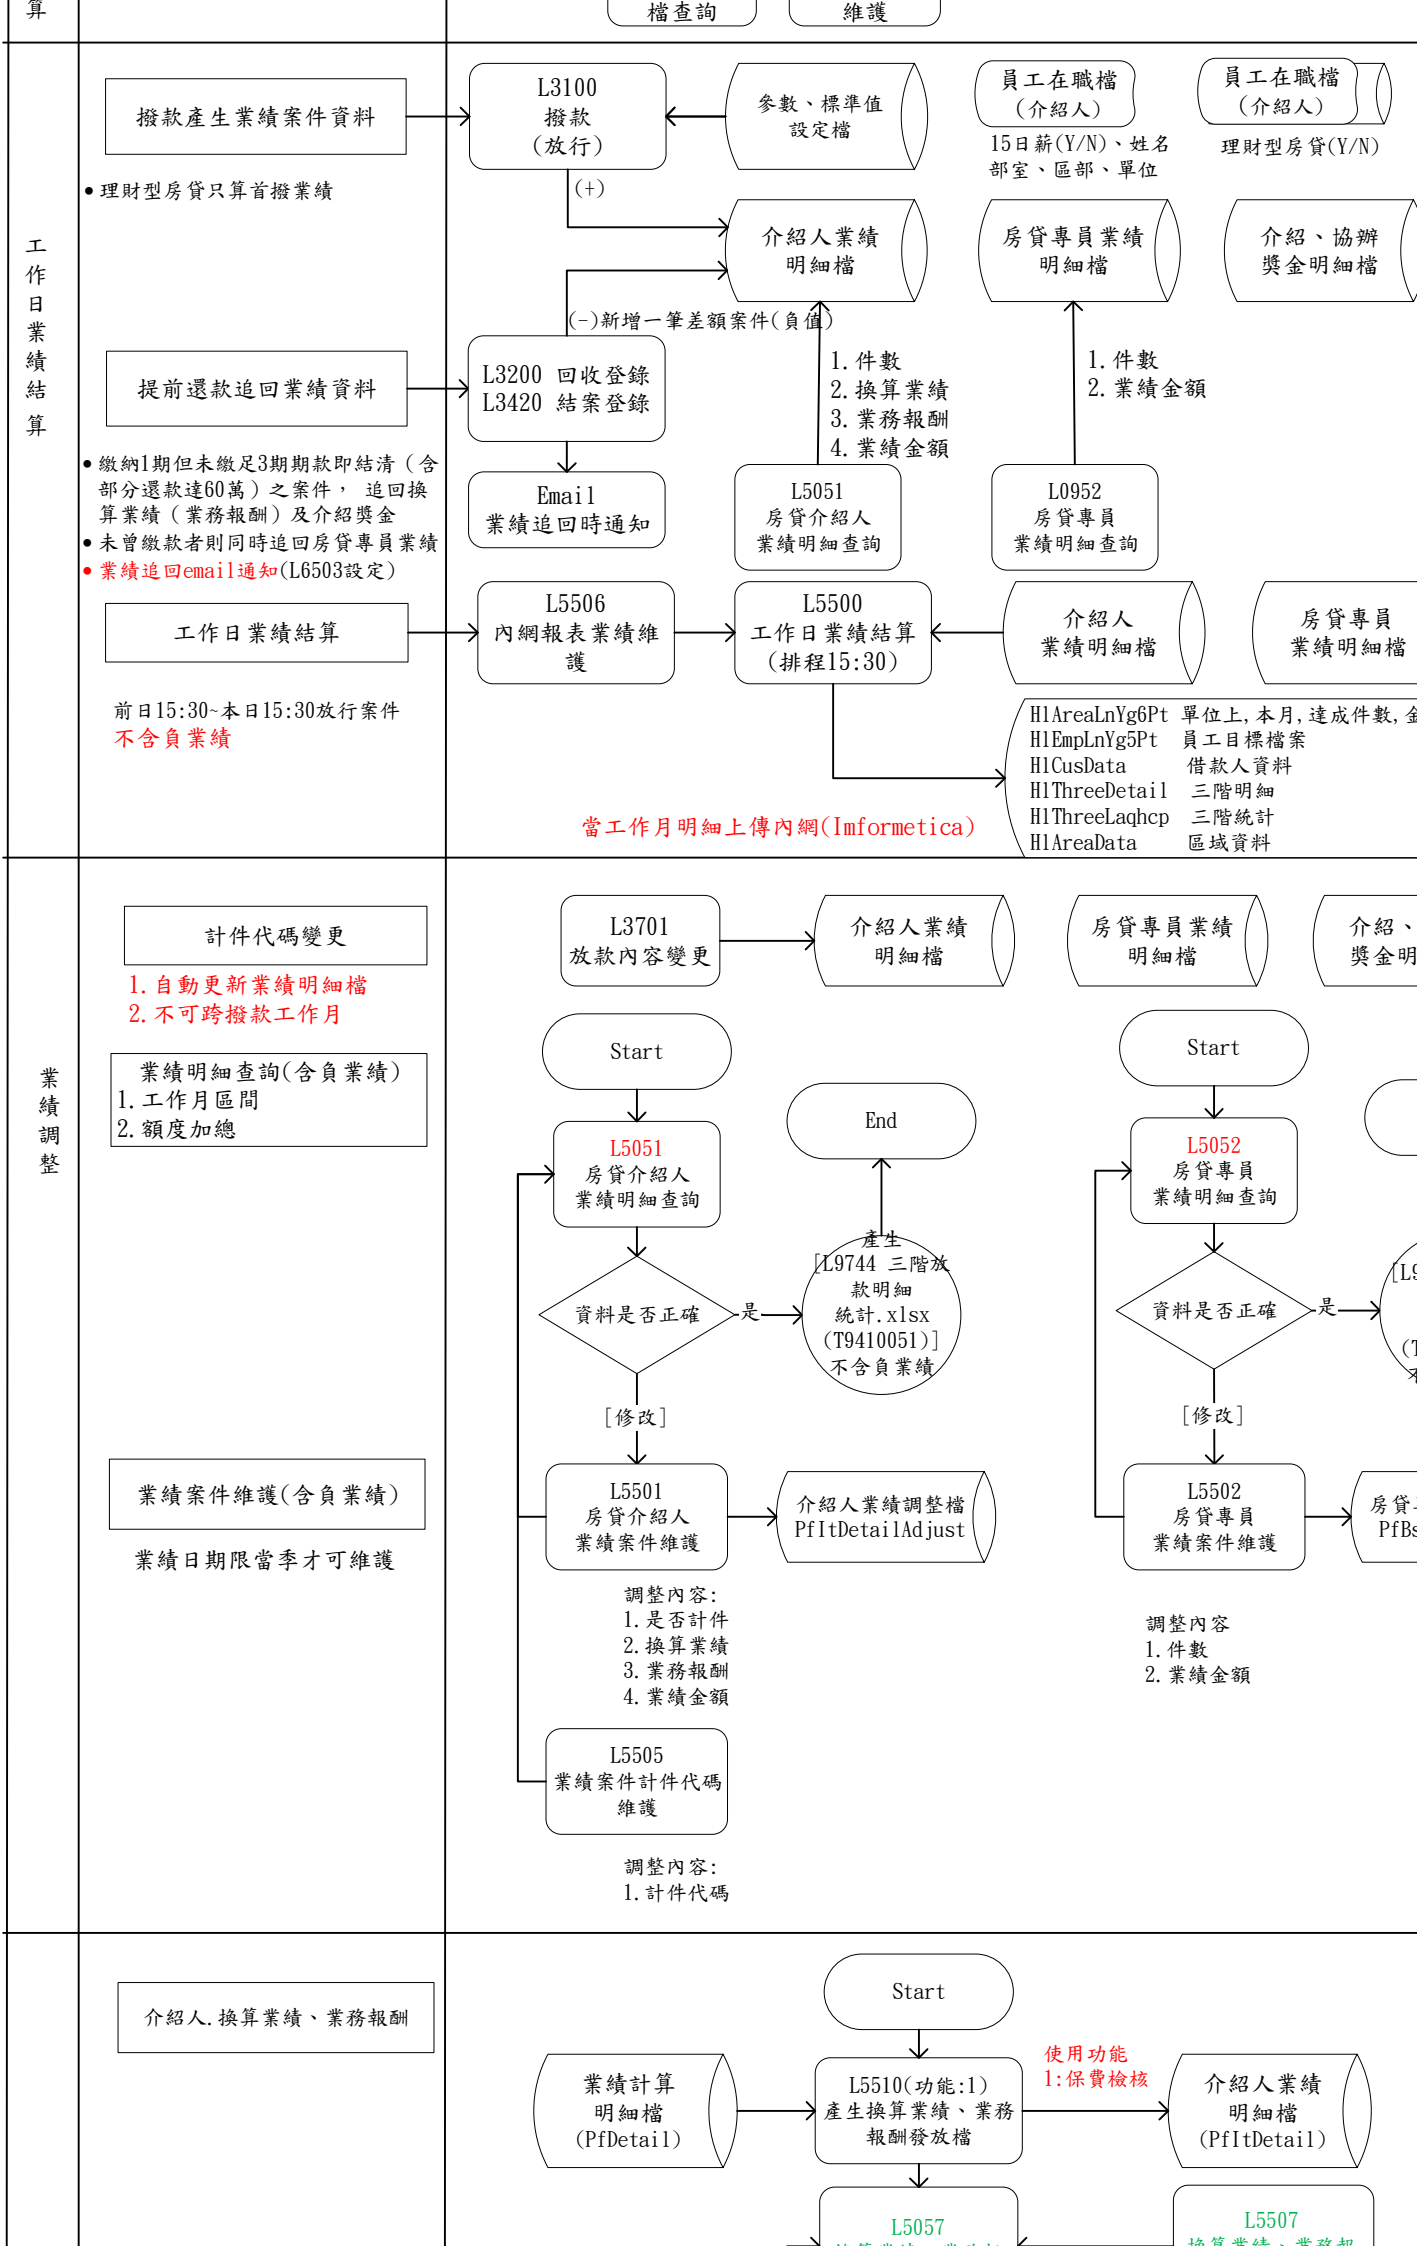 算
檔查詢
維護
工作日業績結算
撥款產生業績案件資料
•理財型房貸只算首撥業績
L3100
撥款
(放行)
參數、標準值
設定檔
員工在職檔
(介紹人)
15日薪(Y/N)、姓名
部室、區部、單位
員工在職檔
(介紹人)
理財型房貸(Y/N)
(+)
介紹人業績
明細檔
房貸專員業績
明細檔
介紹、協辦
獎金明細檔
(-)新增一筆差額案件(負值)
提前還款追回業績資料
L3200 回收登錄
L3420 結案登錄
1.件數
2.換算業績
3.業務報酬
4.業績金額
1.件數
2.業績金額
•繳納1期但未繳足3期期款即結清（含
部分還款達60萬）之案件， 追回換
算業績（業務報酬）及介紹獎金
•未曾繳款者則同時追回房貸專員業績
•業績追回email通知(L6503設定)
Email
業績追回時通知
L5051
房貸介紹人
業績明細查詢
L0952
房貸專員
業績明細查詢
工作日業績結算
L5506
內網報表業績維
護
L5500
工作日業績結算
(排程15:30)
介紹人
業績明細檔
房貸專員
業績明細檔
前日15:30~本日15:30放行案件
不含負業績
HlAreaLnYg6Pt 單位上,本月,達成件數,金
HlEmpLnYg5Pt 員工目標檔案
HlCusData 借款人資料
HlThreeDetail 三階明細
HlThreeLaqhcp 三階統計
HlAreaData 區域資料
當工作月明細上傳內網(Imformetica)
業績調整
計件代碼變更
1.自動更新業績明細檔
2.不可跨撥款工作月
L3701
放款內容變更
介紹人業績
明細檔
房貸專員業績
明細檔
介紹、
獎金明
業績明細查詢(含負業績)
1.工作月區間
2.額度加總
Start
L5051
房貸介紹人
業績明細查詢
End
Start
L5052
房貸專員
業績明細查詢
資料是否正確
是
產生
[L9744 三階放
款明細
統計.xlsx
(T9410051)]
不含負業績
資料是否正確
是
[L9
(T
[修改]
[修改]
業績案件維護(含負業績)
業績日期限當季才可維護
L5501
房貸介紹人
業績案件維護
介紹人業績調整檔
PfItDetailAdjust
L5502
房貸專員
業績案件維護
房貸
PfBs
調整內容:
1.是否計件
2.換算業績
3.業務報酬
4.業績金額
調整內容
1.件數
2.業績金額
L5505
業績案件計件代碼
維護
調整內容:
1.計件代碼
介紹人.換算業績、業務報酬
Start
業績計算
明細檔
(PfDetail)
L5510(功能:1)
產生換算業績、業務
報酬發放檔
使用功能
1:保費檢核
介紹人業績
明細檔
(PfItDetail)
L5057
L5507
換算業績、業務報